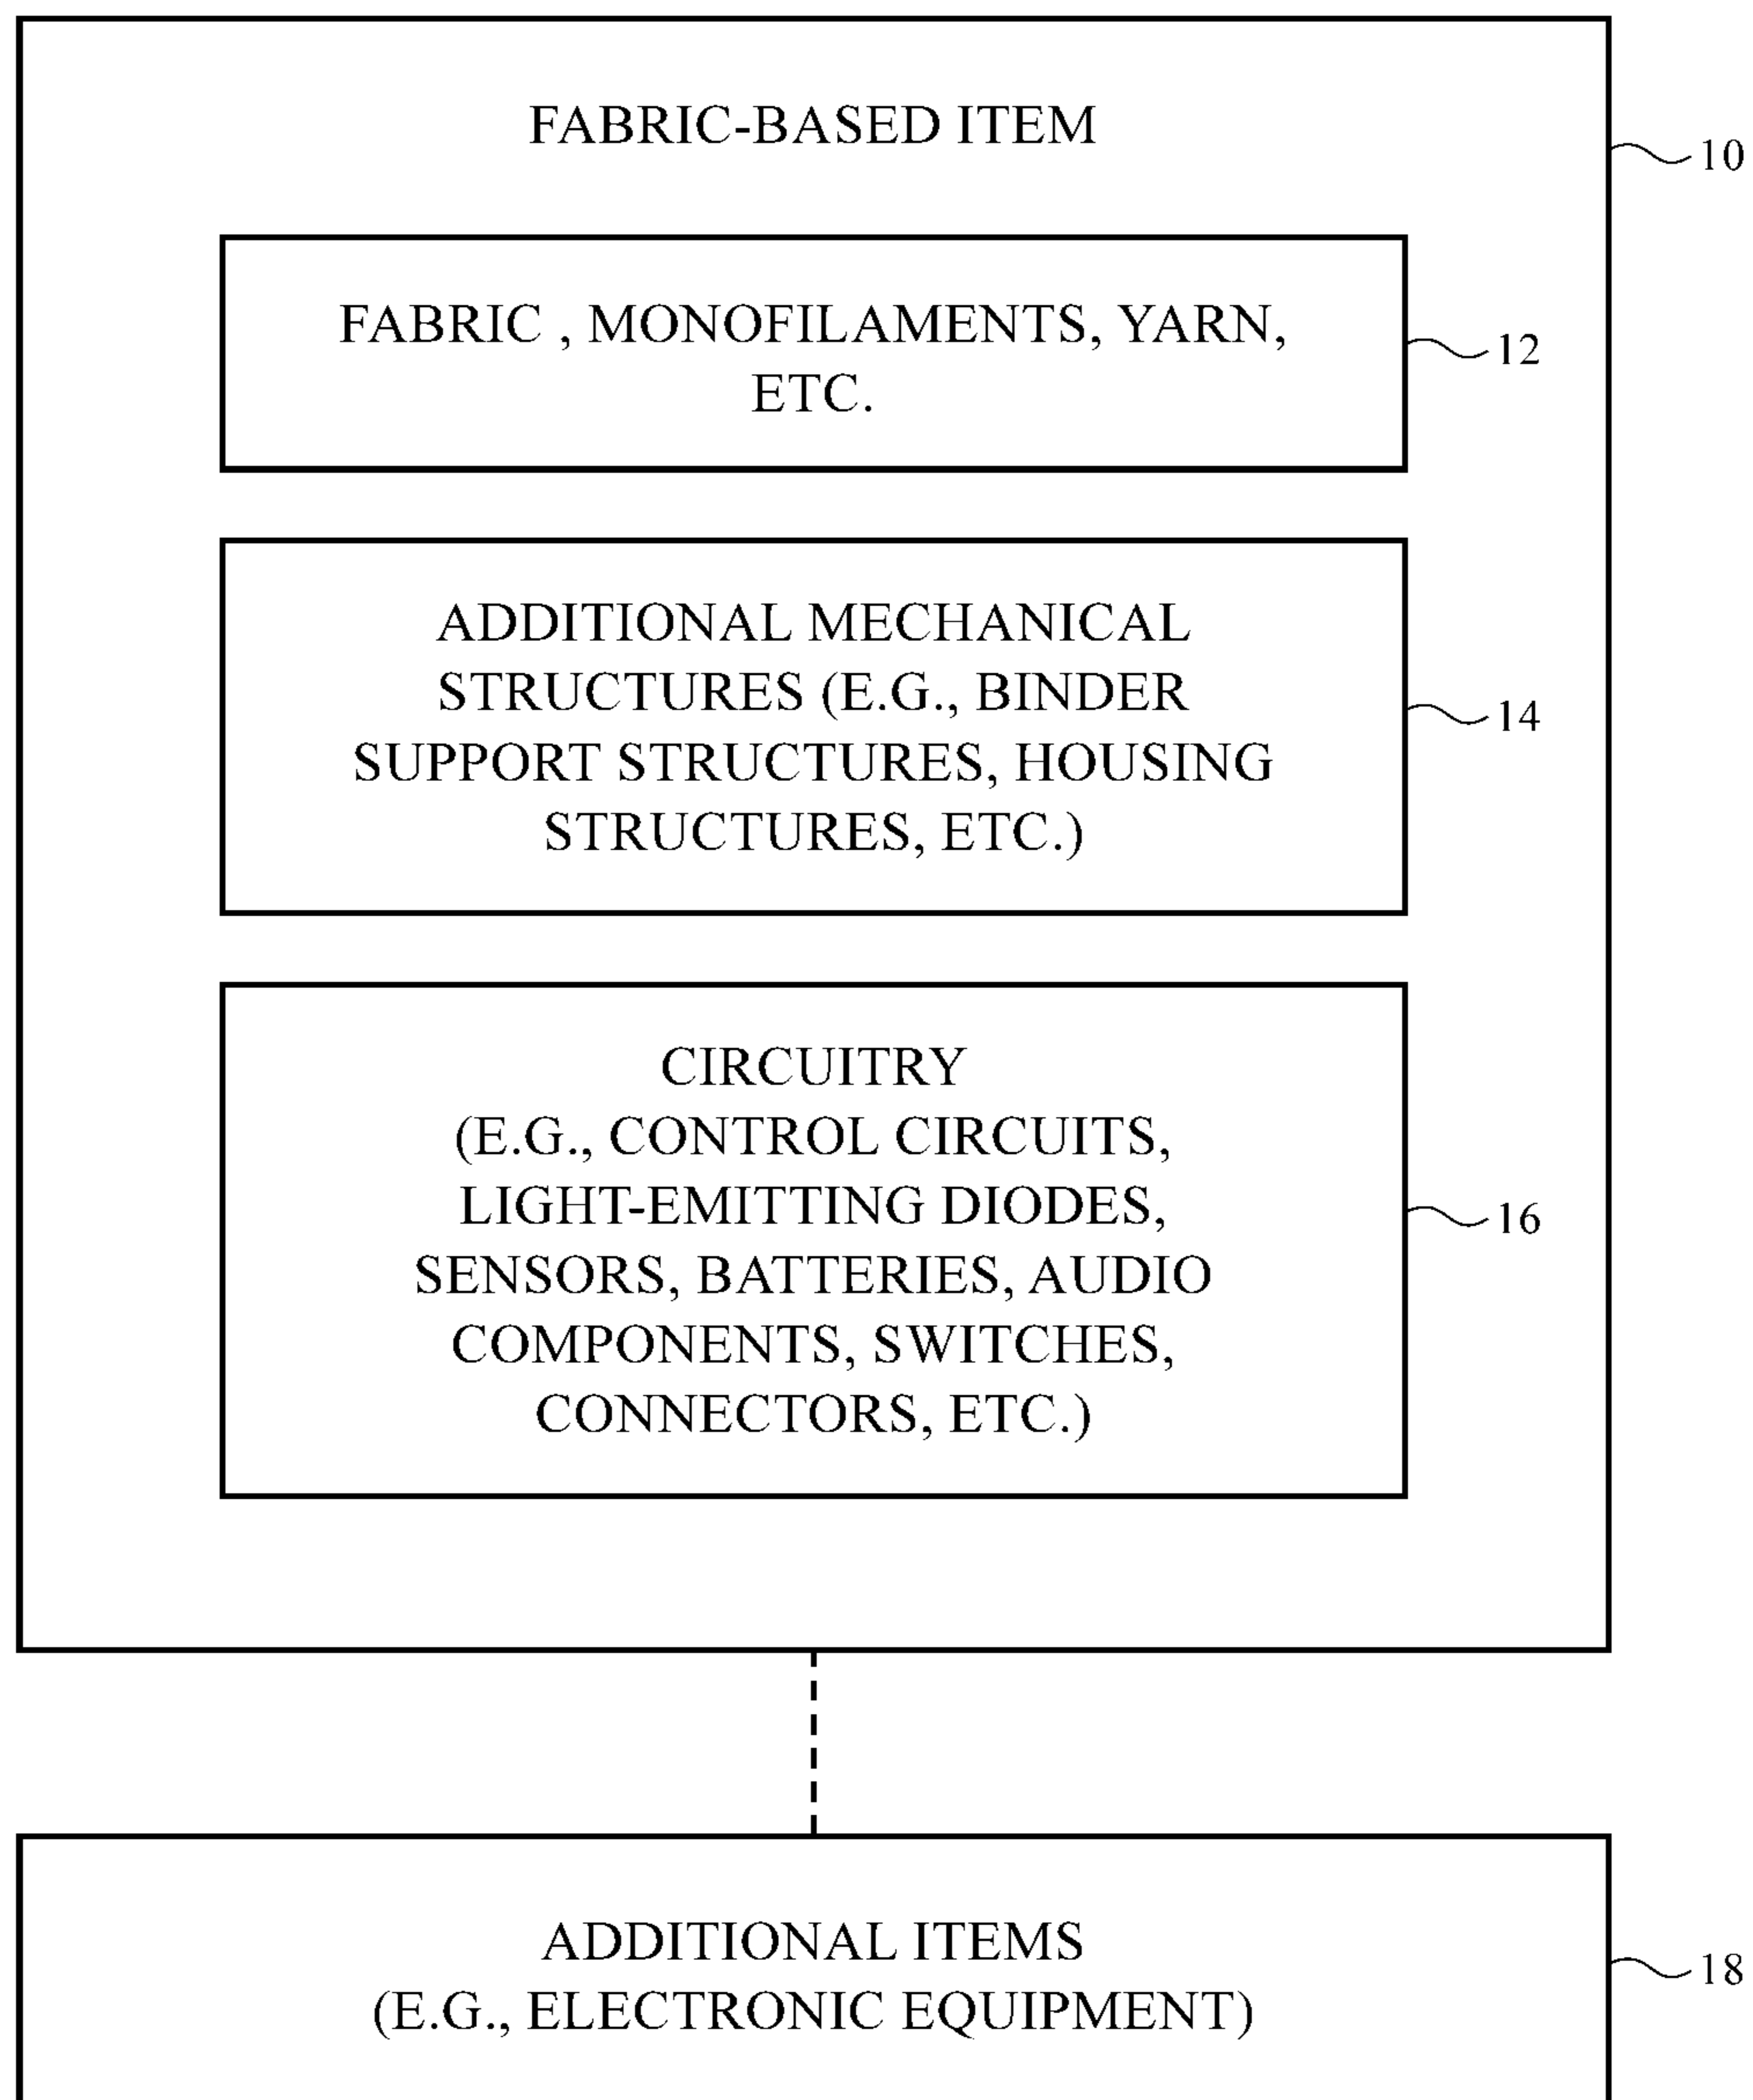 FABRIC-BASED ITEM
10
FABRIC , MONOFILAMENTS, YARN,
ETC.
12
ADDITIONAL MECHANICAL
STRUCTURES (E.G., BINDER
SUPPORT STRUCTURES, HOUSING
STRUCTURES, ETC.)
14
CIRCUITRY
(E.G., CONTROL CIRCUITS,
LIGHT-EMITTING DIODES,
SENSORS, BATTERIES, AUDIO
COMPONENTS, SWITCHES,
CONNECTORS, ETC.)
16
ADDITIONAL ITEMS
(E.G., ELECTRONIC EQUIPMENT)
18